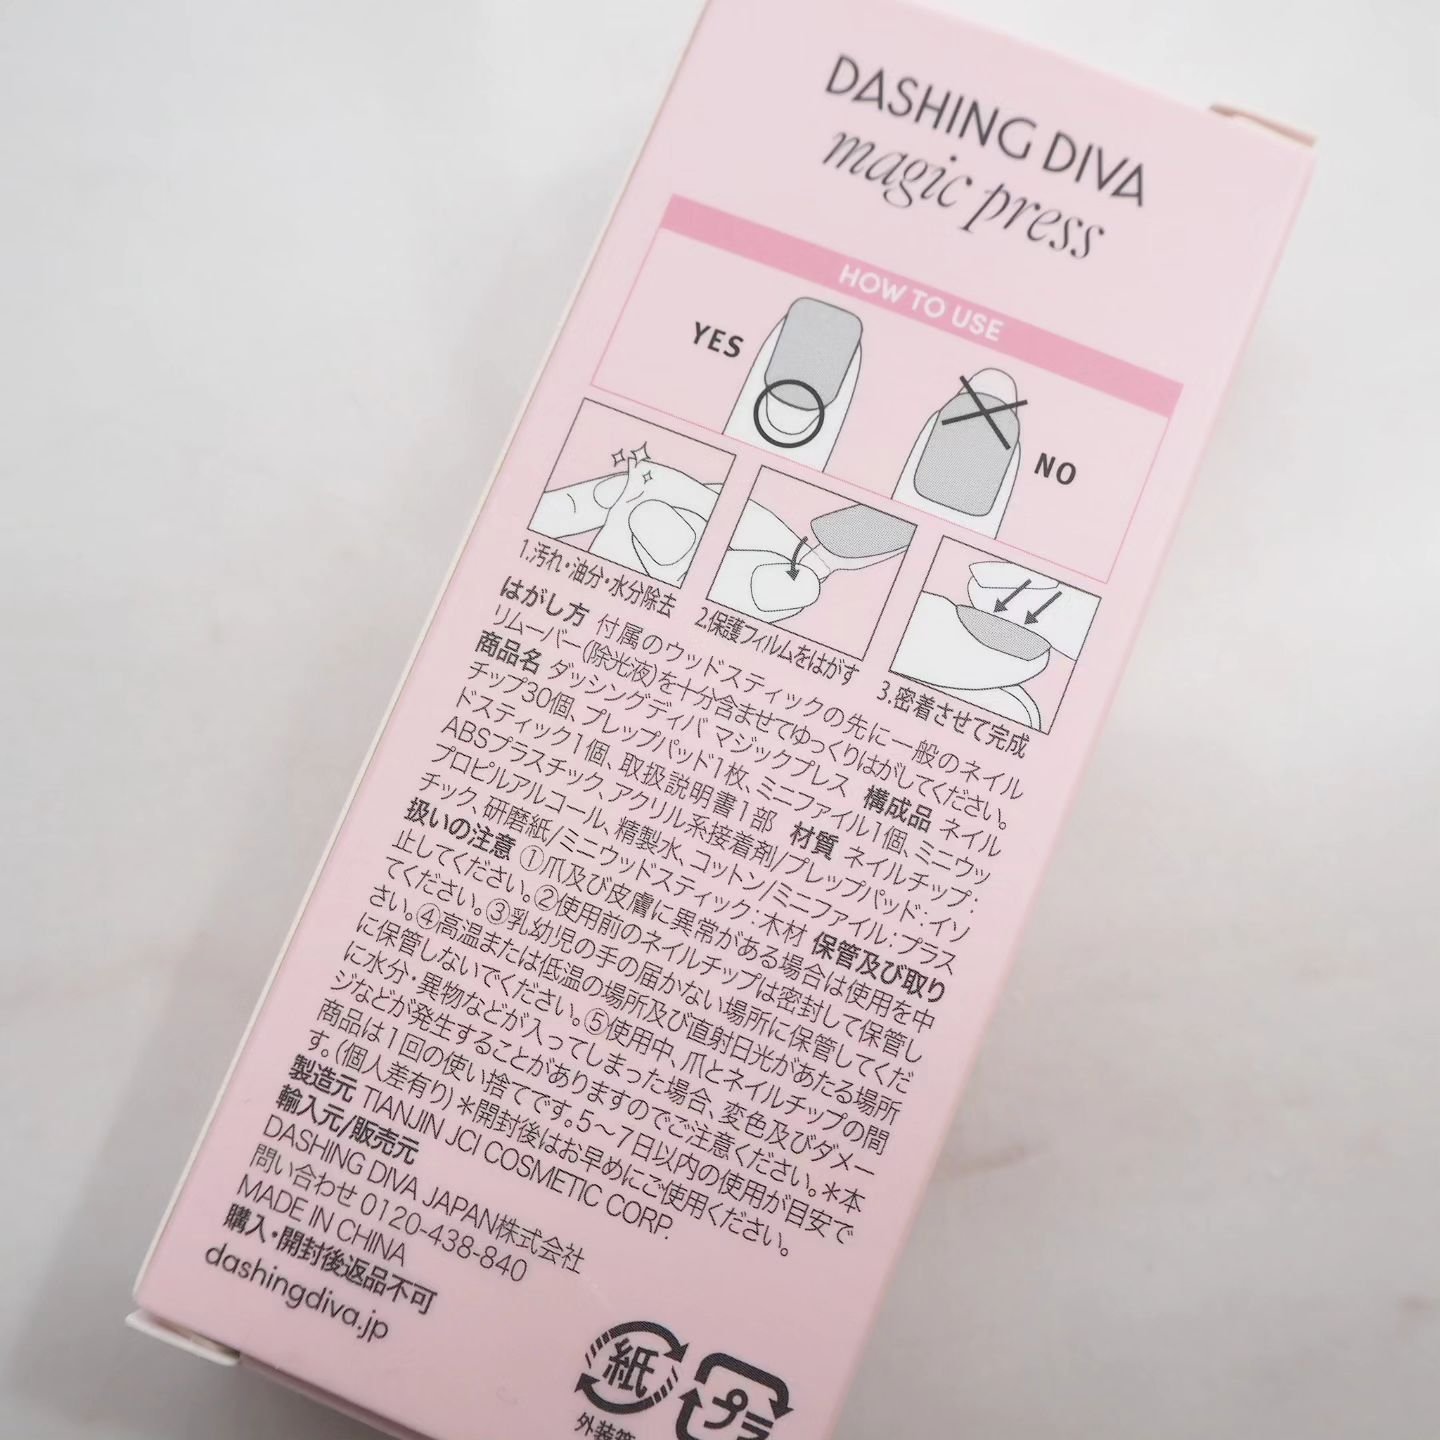 DASHING DIVA
magic press
HOW TO USE
YES
NO
1.汚れ・油分・水分除去
2.保護フィルムをはがす
3.密着させて完成
はがし方 付属のウッドスティックの先に一般のネイル
リムーバー(除光液)を十分含ませてゆっくりはがしてください。
商品名 ダッシングディバ マジックプレス 構成品 ネイル
チップ30個、プレップパッド1枚、ミニファイル1個、ミニウッ
ドスティック1個、取扱説明書1部 材質 ネイルチップ:
ABSプラスチック、アクリル系接着剤/プレップパッド:イソ
プロピルアルコール、精製水、コットン/ミニファイル:プラス
チック、研磨紙/ミニウッドスティック:木材 保管及び取り
扱いの注意 ①爪及び皮膚に異常がある場合は使用を中
止してください。②使用前のネイルチップは密封して保管し
てください。③乳幼児の手の届かない場所に保管してくだ
さい。④高温または低温の場所及び直射日光があたる場所
に保管しないでください。⑤使用中、爪とネイルチップの間
に水分・異物などが入ってしまった場合、変色及びダメー
ジなどが発生することがありますのでご注意ください。*本
商品は1回の使い捨てです。5~7日以内の使用が目安で
す。(個人差有り) *開封後はお早めにご使用ください。
製造元 TIANJIN JCI COSMETIC CORP.
輸入元/販売元
DASHING DIVA JAPAN株式会社
問い合わせ 0120-438-840
MADE IN CHINA
購入・開封後返品不可
dashingdiva.jp
紙
プラ
外装箱